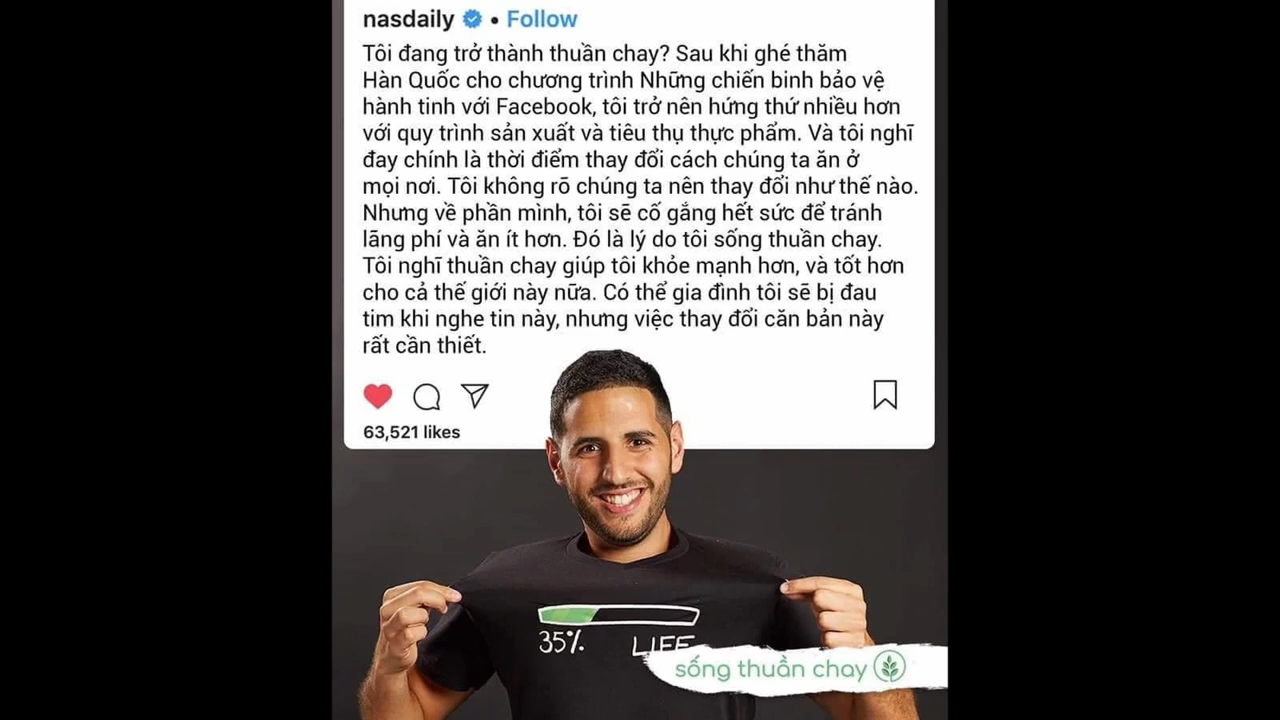 nasdaily • Follow
Tôi đang trở thành thuần chay? Sau khi ghé thăm
Hàn Quốc cho chương trình Những chiến binh bảo vệ
hành tinh với Facebook, tôi trở nên hứng thứ nhiều hơn
với quy trình sản xuất và tiêu thụ thực phẩm. Và tôi nghĩ
đay chính là thời điểm thay đổi cách chúng ta ăn ở
mọi nơi. Tôi không rõ chúng ta nên thay đổi như thế nào.
Nhưng về phần mình, tôi sẽ cố gắng hết sức để tránh
lãng phí và ăn ít hơn. Đó là lý do tôi sống thuần chay.
Tôi nghĩ thuần chay giúp tôi khỏe mạnh hơn, và tốt hơn
cho cả thế giới này nữa. Có thể gia đình tôi sẽ bị đau
tim khi nghe tin này, nhưng việc thay đổi căn bản này
rất cần thiết.
63,521 likes
35% LIFE
sống thuần chay